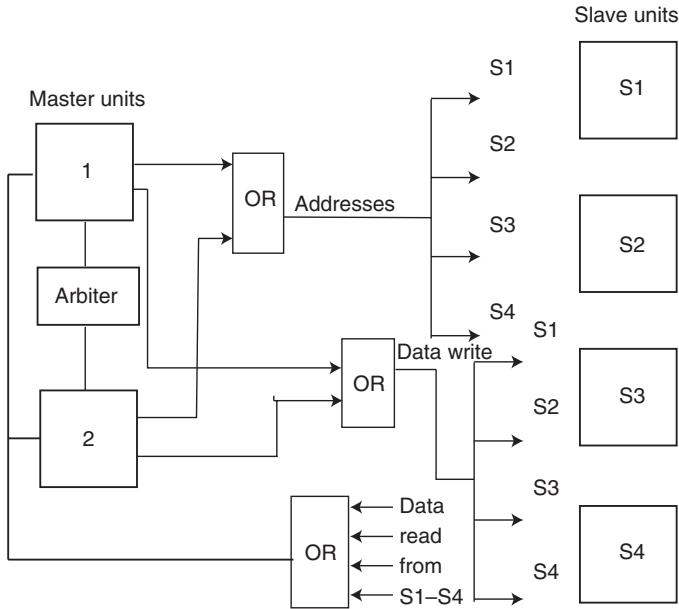 Slave units
S1
S1
Master units
1
S2
OR
Addresses
S3
S2
Arbiter
S4
S1
Data write
OR
S2
S3
2
S3
Data
read
OR
from
S4
S4
S1–S4